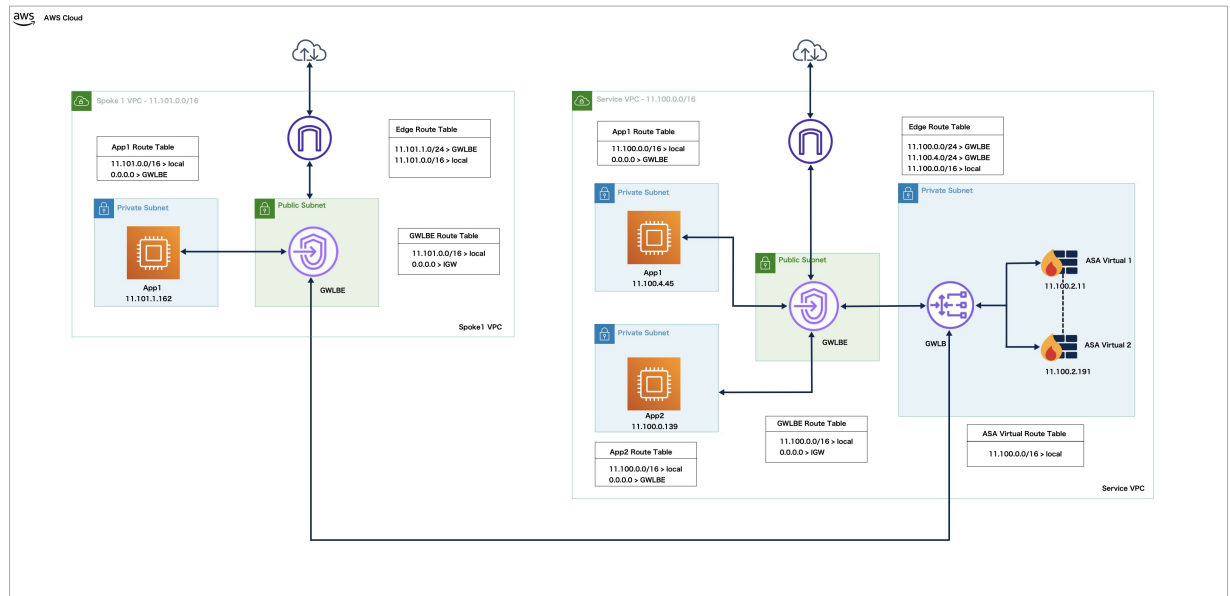 aws
AWS Cloud
Spoke 1 VPC - 11.101.0.0/16
App1 Route Table
11.101.0.0/16 > local
0.0.0.0 > GWLBE
Edge Route Table
11.101.1.0/24 > GWLBE
11.101.0.0/16 > local
Private Subnet
App1
11.101.1.162
Public Subnet
GWLBE
GWLBE Route Table
11.101.0.0/16 > local
0.0.0.0 > IGW
Spoke1 VPC
Service VPC - 11.100.0.0/16
App1 Route Table
11.100.0.0/16 > local
0.0.0.0 > GWLBE
Edge Route Table
11.100.0.0/24 > GWLBE
11.100.4.0/24 > GWLBE
11.100.0.0/16 > local
Private Subnet
App1
11.100.4.45
Public Subnet
GWLBE
Private Subnet
GWLB
ASA Virtual 1
11.100.2.11
ASA Virtual 2
11.100.2.191
Private Subnet
App2
11.100.0.139
App2 Route Table
11.100.0.0/16 > local
0.0.0.0 > GWLBE
GWLBE Route Table
11.100.0.0/16 > local
0.0.0.0 > IGW
ASA Virtual Route Table
11.100.0.0/16 > local
Service VPC